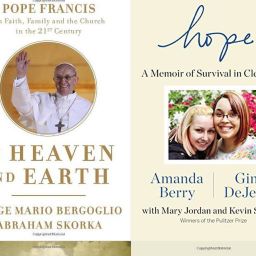 POPE FRANCIS
Faith, Family and the Church
in the 21st Century
HEAVEN
EARTH
MARIO BERGOGLIO
ABRAHAM SKORKA
hope
A Memoir of Survival in
Amanda
Berry
with Mary Jordan and Kevin
Winners of the Pulitzer Prize